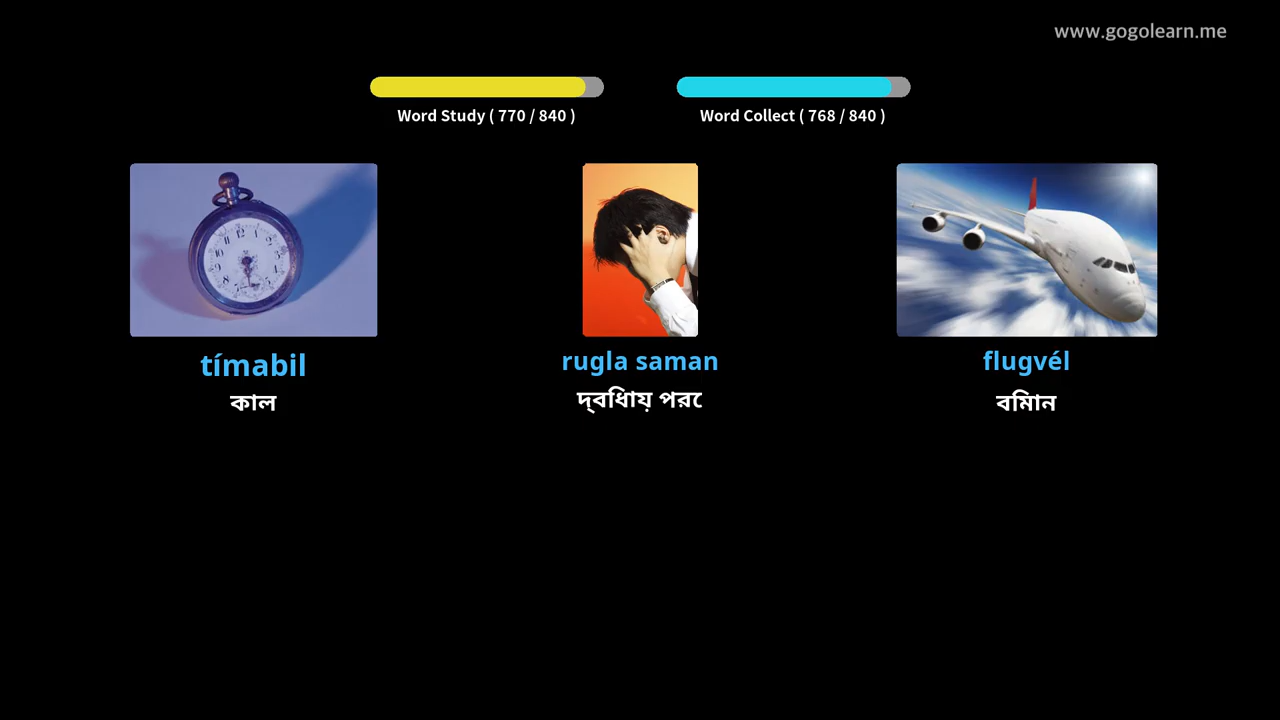 www.gogolearn.me
Word Study ( 770 / 840 )
Word Collect ( 768 / 840 )
tímabil
rugla saman
flugvél
কাল
দ্বিধায় পরে
বিমান